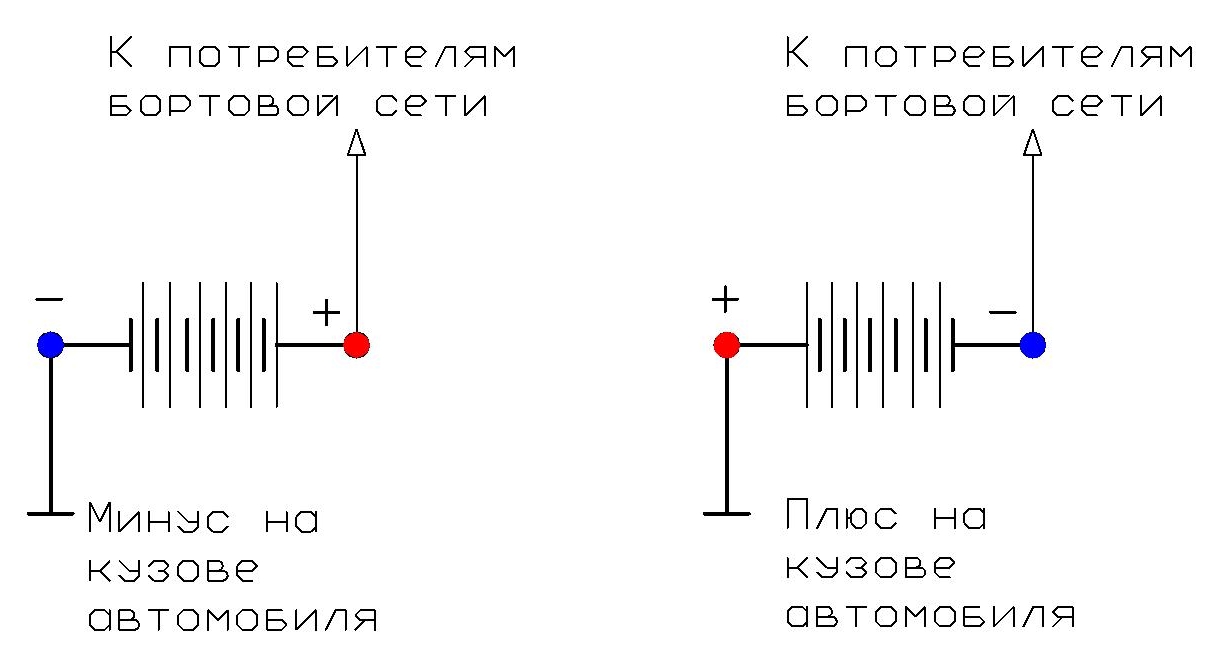 К потребителям
бортовой сети
К потребителям
бортовой сети
−
+
+
−
Минус на
кузове
автомобиля
Плюс на
кузове
автомобиля